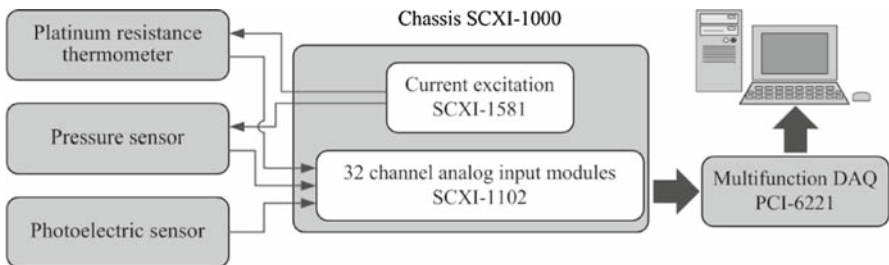 Chassis SCXI-1000
Platinum resistance
thermometer
Pressure sensor
Photoelectric sensor
Current excitation
SCXI-1581
32 channel analog input modules
SCXI-1102
Multifunction DAQ
PCI-6221